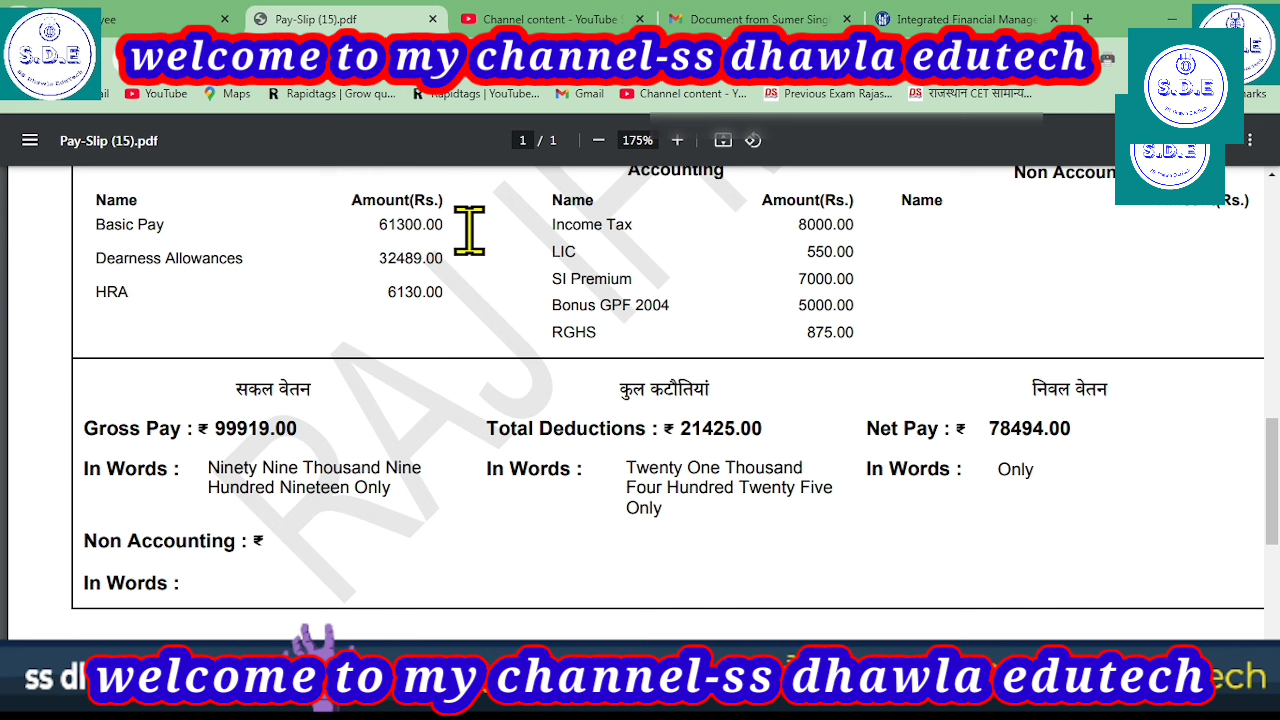 Pay-Slip (15).pdf
Channel content - YouTube S
Document from Sumer Sing
Integrated Financial Manage
welcome to my channel-ss dhawla edutech
S.D.E
S.D.E
YouTube
Maps
Rapidtags | Grow qu...
Rapidtags | YouTube...
Gmail
Channel content - Y...
Previous Exam Rajas...
राजस्थान CET सामान्य...
Pay-Slip (15).pdf
1 / 1
175%
S.D.E
Accounting
Non Accoun
Name Amount(Rs.) Name Amount(Rs.) Name
Basic Pay 61300.00 Income Tax 8000.00
LIC 550.00
Dearness Allowances 32489.00
SI Premium 7000.00
HRA 6130.00
Bonus GPF 2004 5000.00
RGHS 875.00
RAJ IF
सकल वेतन कुल कटौतियां निवल वेतन
Gross Pay : ₹ 99919.00 Total Deductions : ₹ 21425.00 Net Pay : ₹ 78494.00
In Words : Ninety Nine Thousand Nine In Words : Twenty One Thousand In Words : Only
Hundred Nineteen Only Four Hundred Twenty Five
Only
Non Accounting : ₹
In Words :
ss d
welcome to my channel-ss dhawla edutech
ech